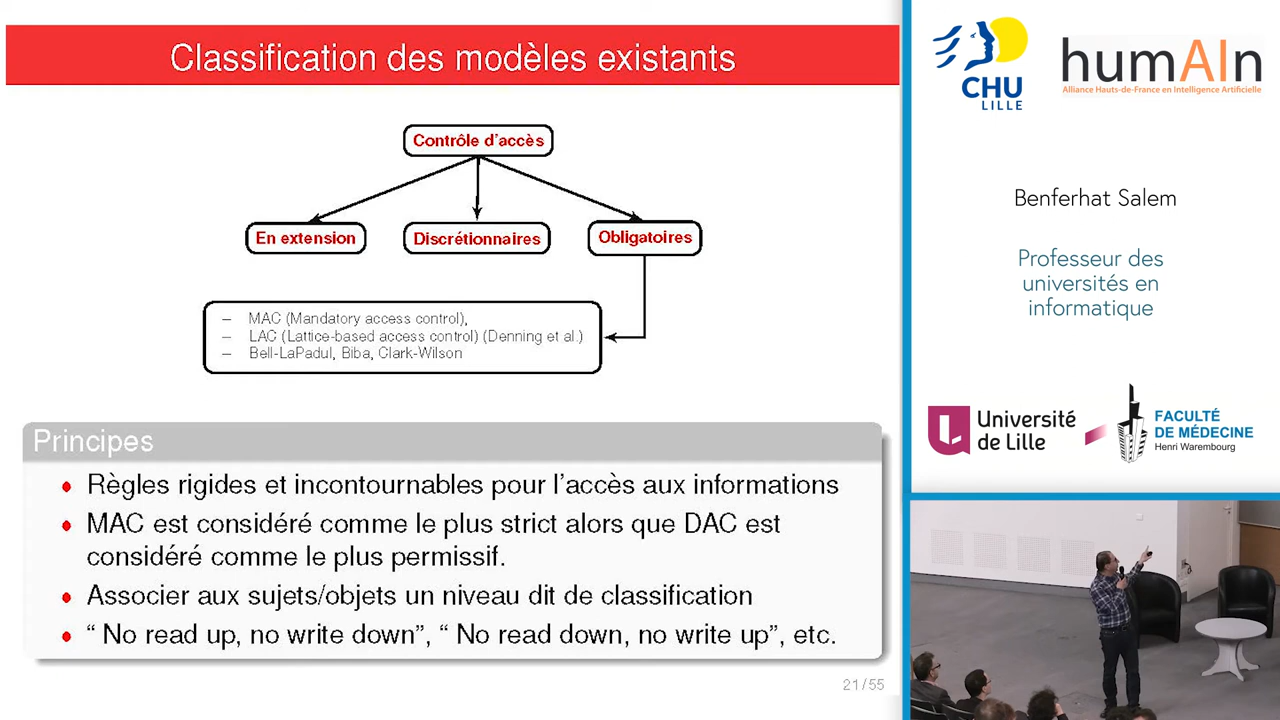 Classification des modèles existants
Contrôle d'accès
En extension
Discrétionnaires
Obligatoires
– MAC (Mandatory access control),
– LAC (Lattice-based access control) (Denning et al.)
– Bell-LaPadul, Biba, Clark-Wilson
Principes
• Règles rigides et incontournables pour l'accès aux informations
• MAC est considéré comme le plus strict alors que DAC est
considéré comme le plus permissif.
• Associer aux sujets/objets un niveau dit de classification
• “ No read up, no write down”, “ No read down, no write up”, etc.
21/55
CHU
LILLE
humAIn
Alliance Hauts-de-France en Intelligence Artificielle
Benferhat Salem
Professeur des
universités en
informatique
Université
de Lille
FACULTÉ
DE MÉDECINE
Henri Warembourg